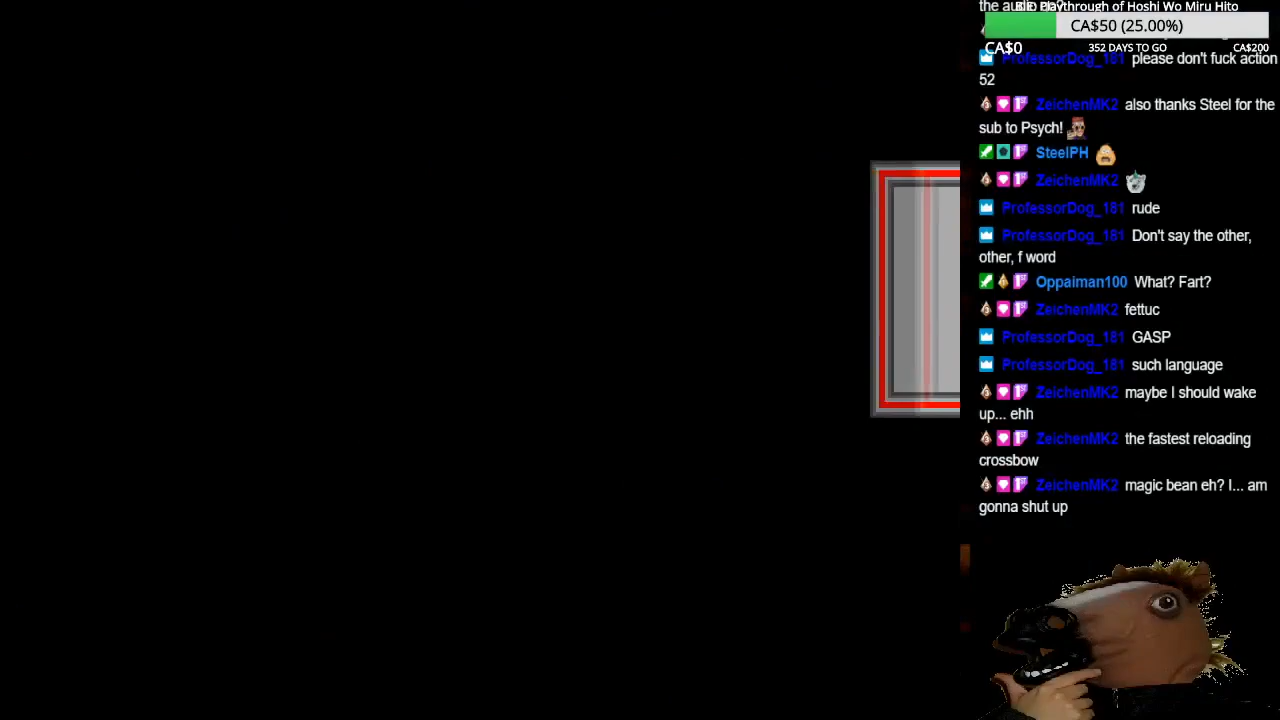 the audio eh?
Playthrough of Hoshi Wo Miru Hito
CA$50 (25.00%)
CA$0
352 DAYS TO GO
CA$200
ProfessorDog_181 please don't fuck action
52
ZeichenMK2 also thanks Steel for the
sub to Psych!
SteelPH
ZeichenMK2
ProfessorDog_181 rude
ProfessorDog_181 Don't say the other,
other, f word
Oppaiman100 What? Fart?
ZeichenMK2 fettuc
ProfessorDog_181 GASP
ProfessorDog_181 such language
ZeichenMK2 maybe I should wake
up... ehh
ZeichenMK2 the fastest reloading
crossbow
ZeichenMK2 magic bean eh? I... am
gonna shut up